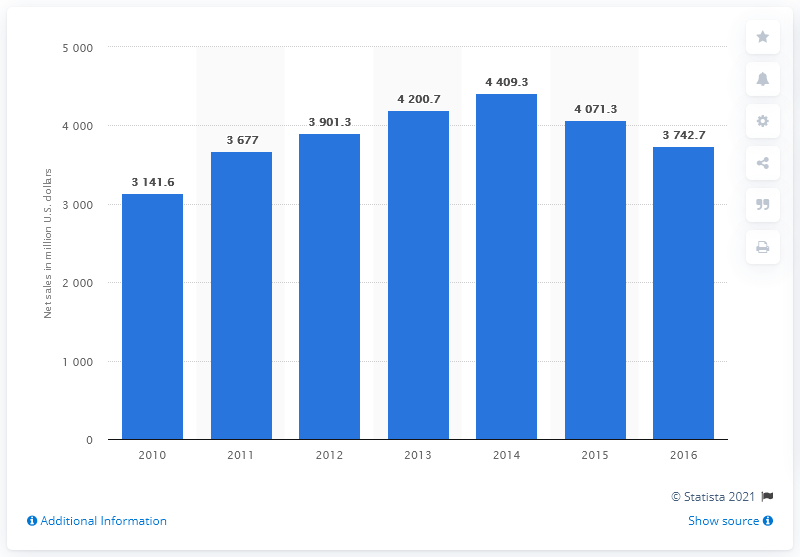 Net sales in million U.S. dollars
5 000
4 000
3 000
2 000
1 000
0
3 141.6
3 677
3 901.3
4 200.7
4 409.3
4 071.3
3 742.7
2010 2011 2012 2013 2014 2015 2016
© Statista 2021
Additional Information
Show source